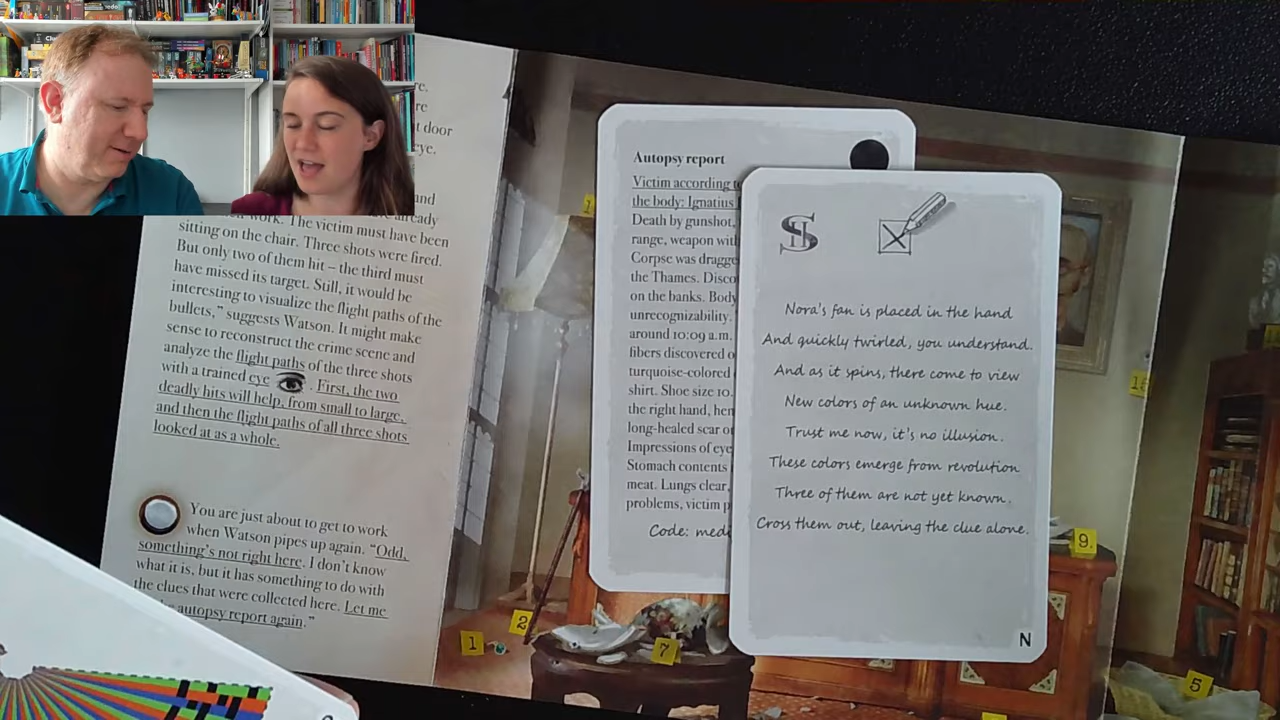 t door
eye.
and
already
work. The victim must have been
sitting on the chair. Three shots were fired.
But only two of them hit – the third must
have missed its target. Still, it would be
interesting to visualize the flight paths of the
bullets," suggests Watson. It might make
sense to reconstruct the crime scene and
analyze the flight paths of the three shots
with a trained eye . First, the two
deadly hits will help, from small to large,
and then the flight paths of all three shots
looked at as a whole.
You are just about to get to work
when Watson pipes up again. "Odd,
something's not right here. I don't know
what it is, but it has something to do with
the clues that were collected here. Let me
autopsy report again."
Autopsy report
Victim according to
the body: Ignatius
Death by gunshot,
range, weapon with
Corpse was dragge
the Thames. Disco
on the banks. Body
unrecognizability.
around 10:09 a.m.
fibers discovered o
turquoise-colored
shirt. Shoe size 10.
the right hand, hen
long-healed scar o
Impressions of eye
Stomach contents
meat. Lungs clear,
problems, victim p
Code: med
SH
Nora's fan is placed in the hand
And quickly twirled, you understand.
And as it spins, there come to view
New colors of an unknown hue.
Trust me now, it's no illusion.
These colors emerge from revolution
Three of them are not yet known.
Cross them out, leaving the clue alone.
N
1
2
7
9
5